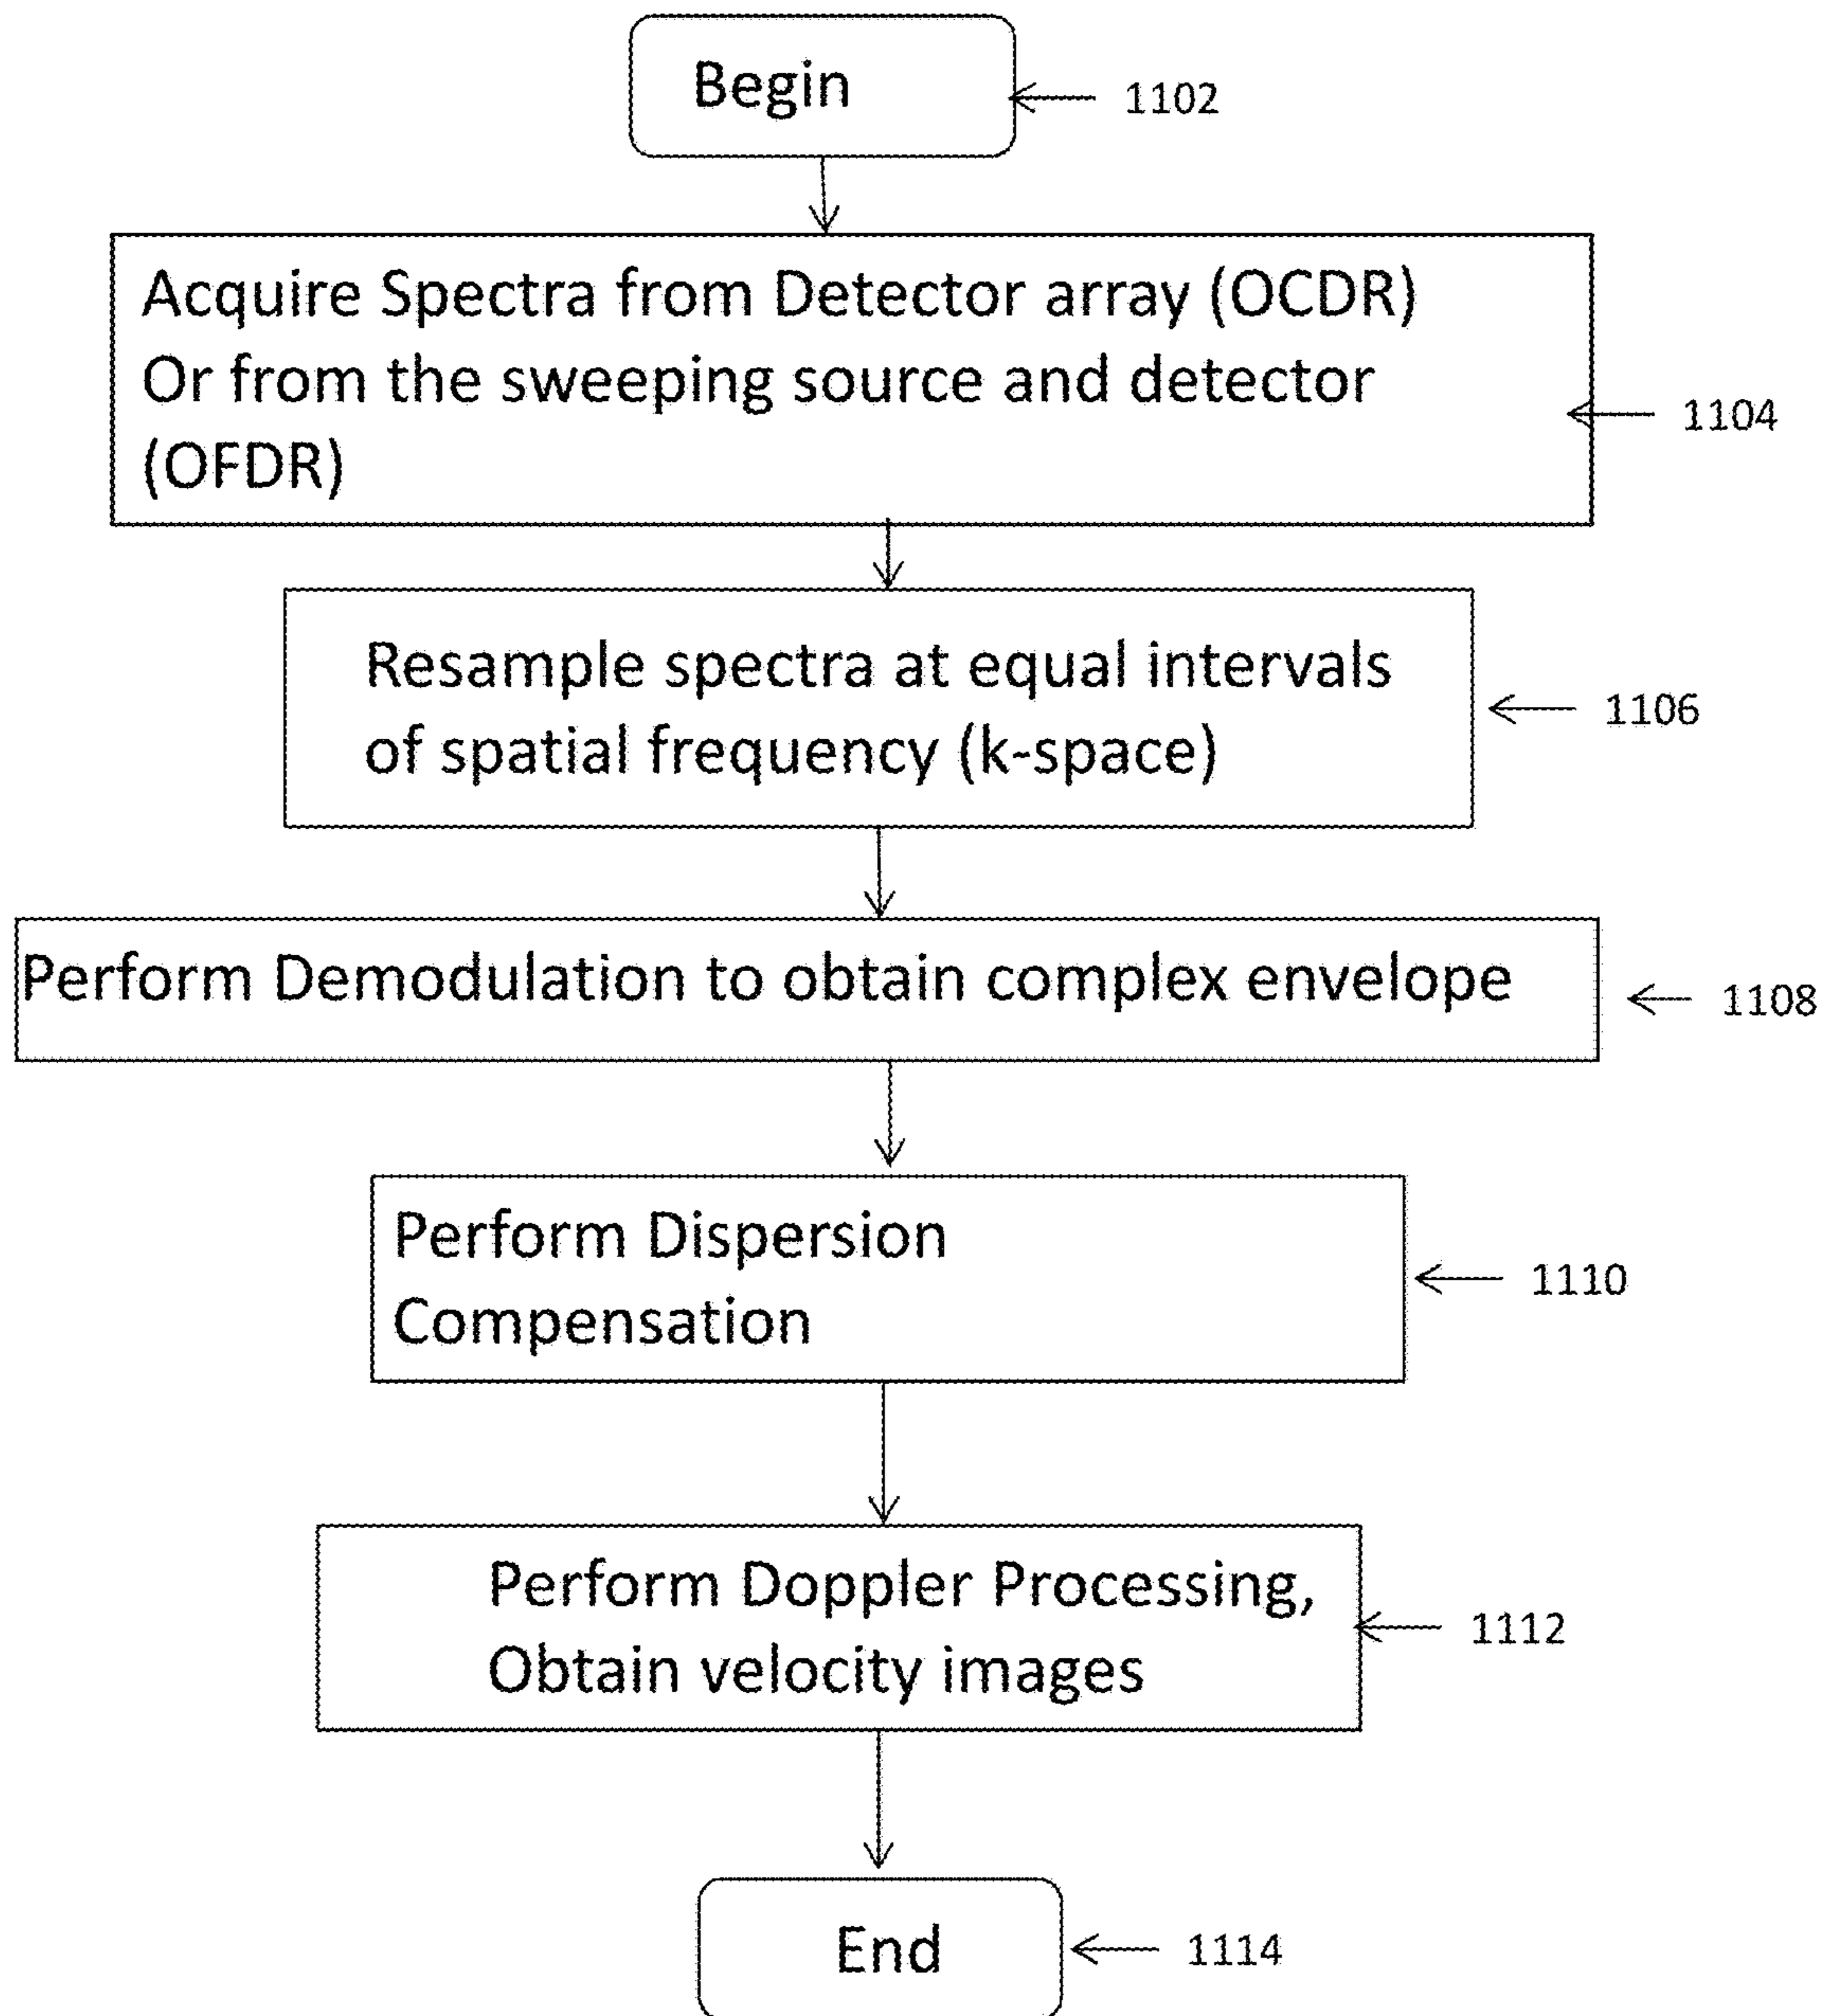 Begin
1102
Acquire Spectra from Detector array (OCDR)
Or from the sweeping source and detector
(OFDR)
1104
Resample spectra at equal intervals
of spatial frequency (k-space)
1106
Perform Demodulation to obtain complex envelope
1108
Perform Dispersion
Compensation
1110
Perform Doppler Processing,
Obtain velocity images
1112
End
1114